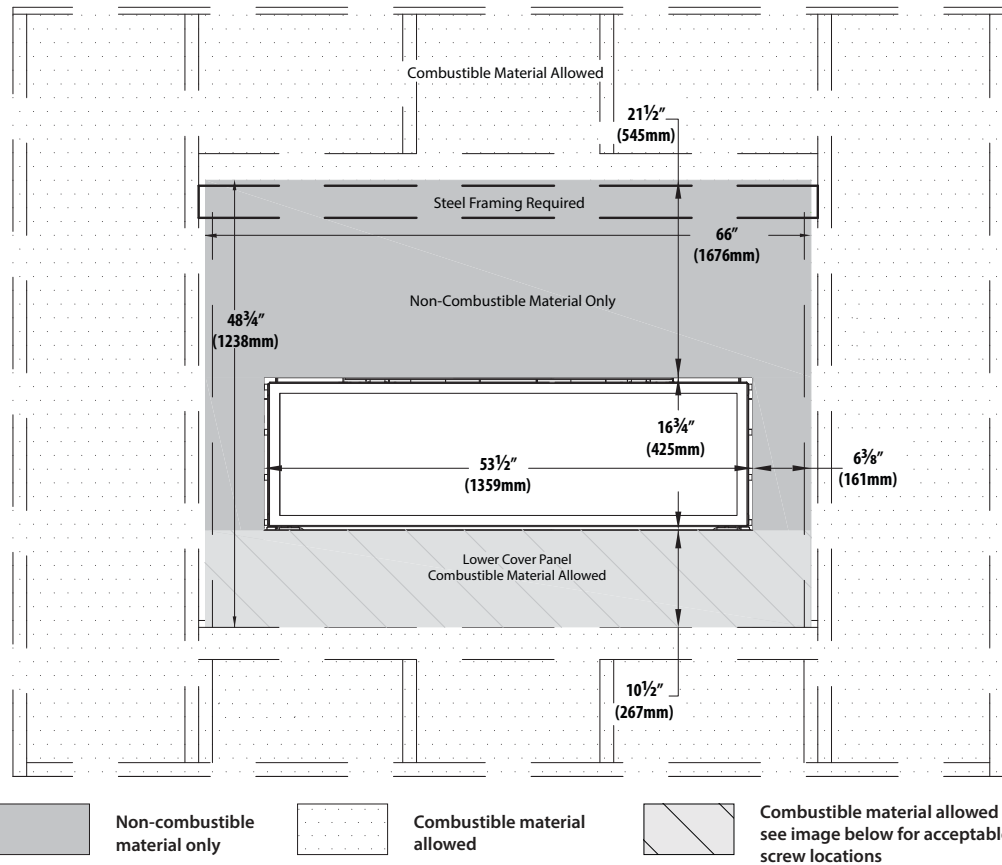 Combustible Material Allowed
21½"
(545mm)
Steel Framing Required
66"
(1676mm)
Non-Combustible Material Only
48¾"
(1238mm)
16¾"
(425mm)
53½"
(1359mm)
6⅜"
(161mm)
Lower Cover Panel
Combustible Material Allowed
10½"
(267mm)
Non-combustible
material only
Combustible material
allowed
Combustible material allowed
see image below for acceptable
screw locations